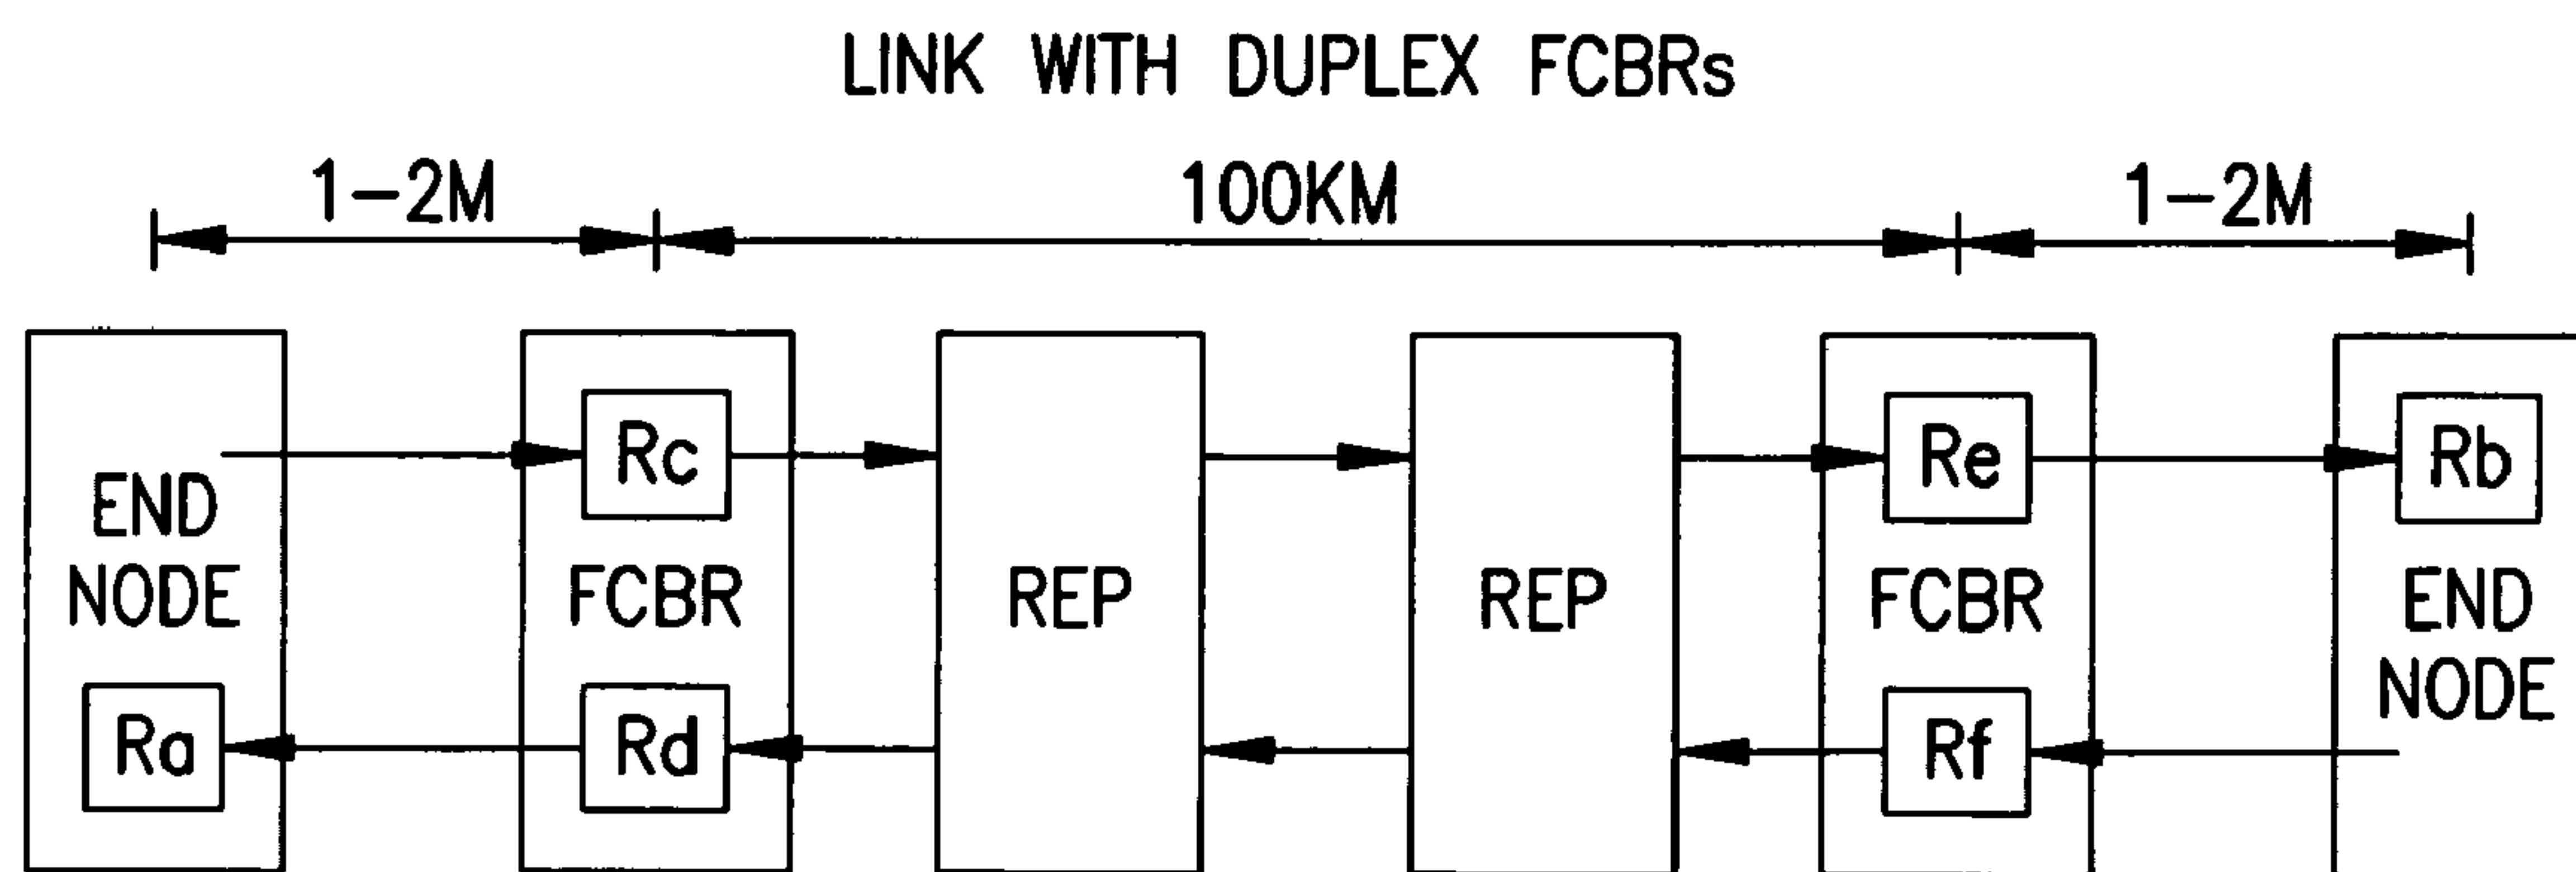 LINK WITH DUPLEX FCBRs
1-2M
100KM
1-2M
END
NODE
Ra
Rc
FCBR
Rd
REP
REP
Re
FCBR
Rf
Rb
END
NODE